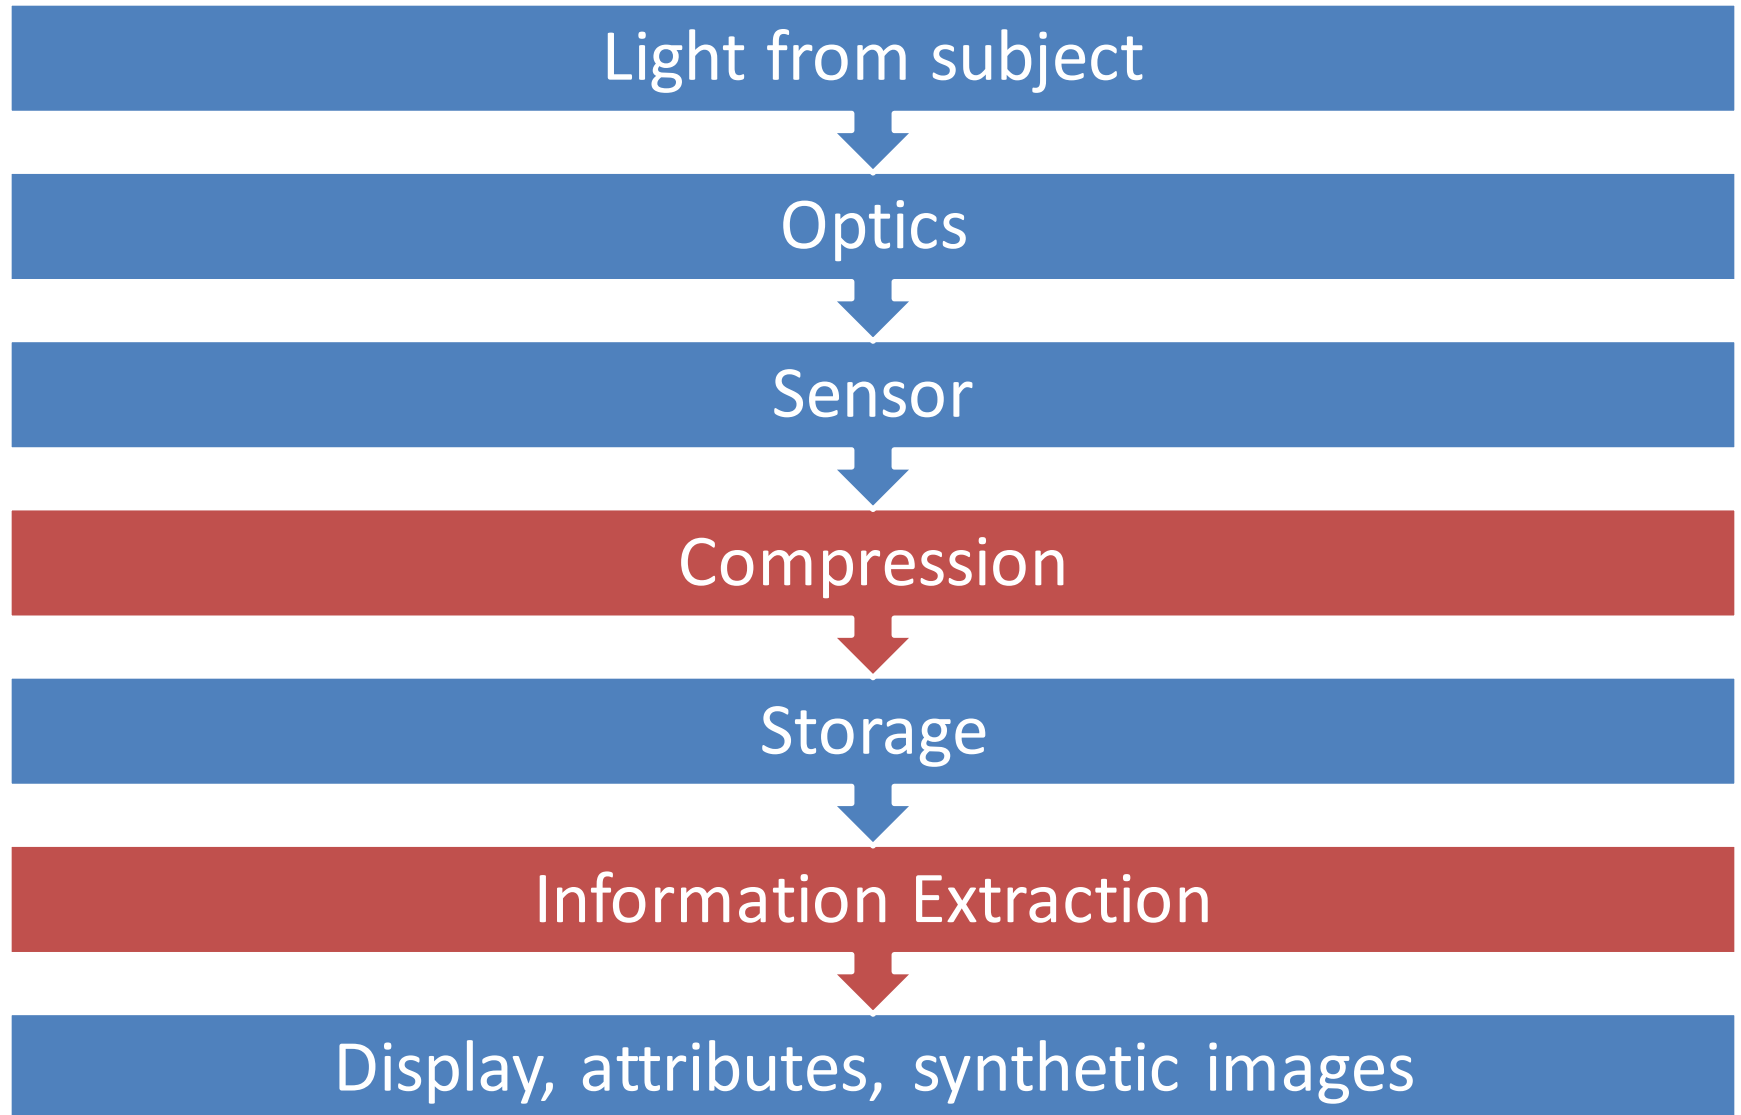 Light from subject
Optics
Sensor
Compression
Storage
Information Extraction
Display, attributes, synthetic images